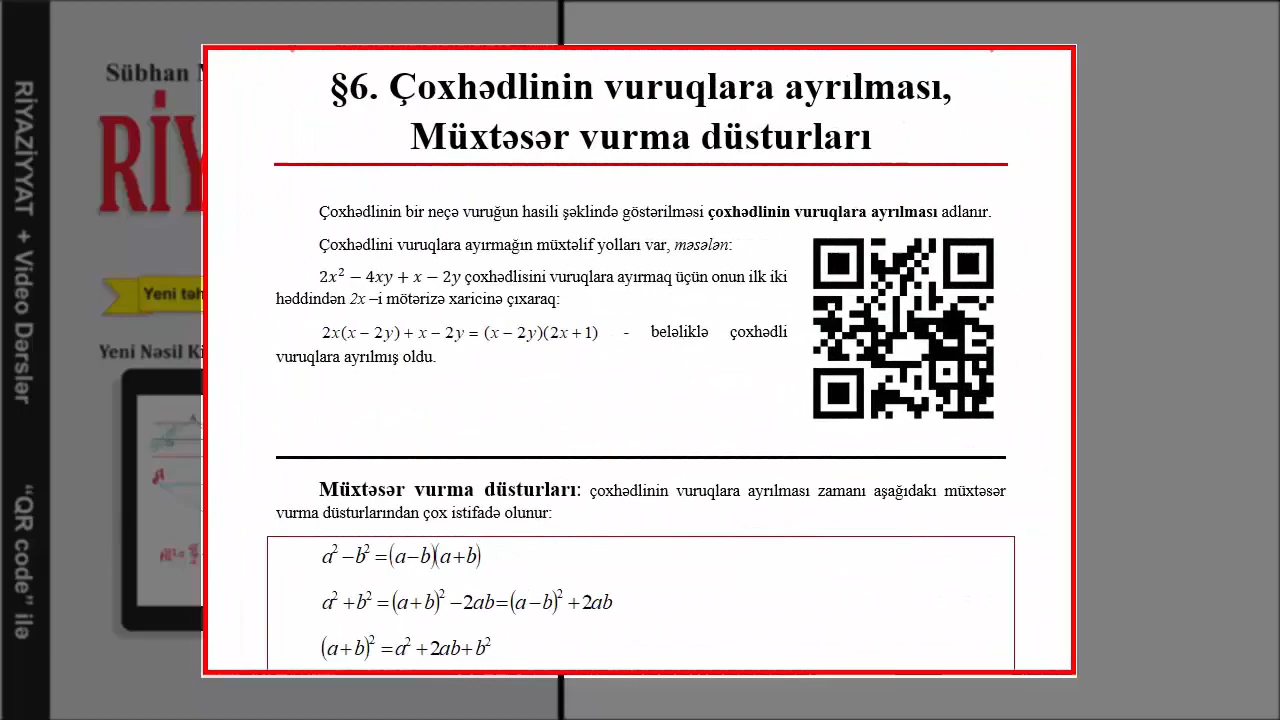 RİYAZİYYAT + Video Dərslər "QR code" ilə
Sübhan
RİY
Yeni təh
Yeni Nəsil Ki
§6. Çoxhədlinin vuruqlara ayrılması,
Müxtəsər vurma düsturları
Çoxhədlinin bir neçə vuruğun hasili şəklində göstərilməsi çoxhədlinin vuruqlara ayrılması adlanır.
Çoxhədlini vuruqlara ayırmağın müxtəlif yolları var, məsələn:
2x² − 4xy + x − 2y çoxhədlisini vuruqlara ayırmaq üçün onun ilk iki
həddindən 2x –i mötərizə xaricinə çıxaraq:
2x(x − 2y) + x − 2y = (x − 2y)(2x + 1) - beləliklə çoxhədli
vuruqlara ayrılmış oldu.
Müxtəsər vurma düsturları: çoxhədlinin vuruqlara ayrılması zamanı aşağıdakı müxtəsər
vurma düsturlarından çox istifadə olunur:
a² − b² = (a − b)(a + b)
a² + b² = (a + b)² − 2ab = (a − b)² + 2ab
(a + b)² = a² + 2ab + b²